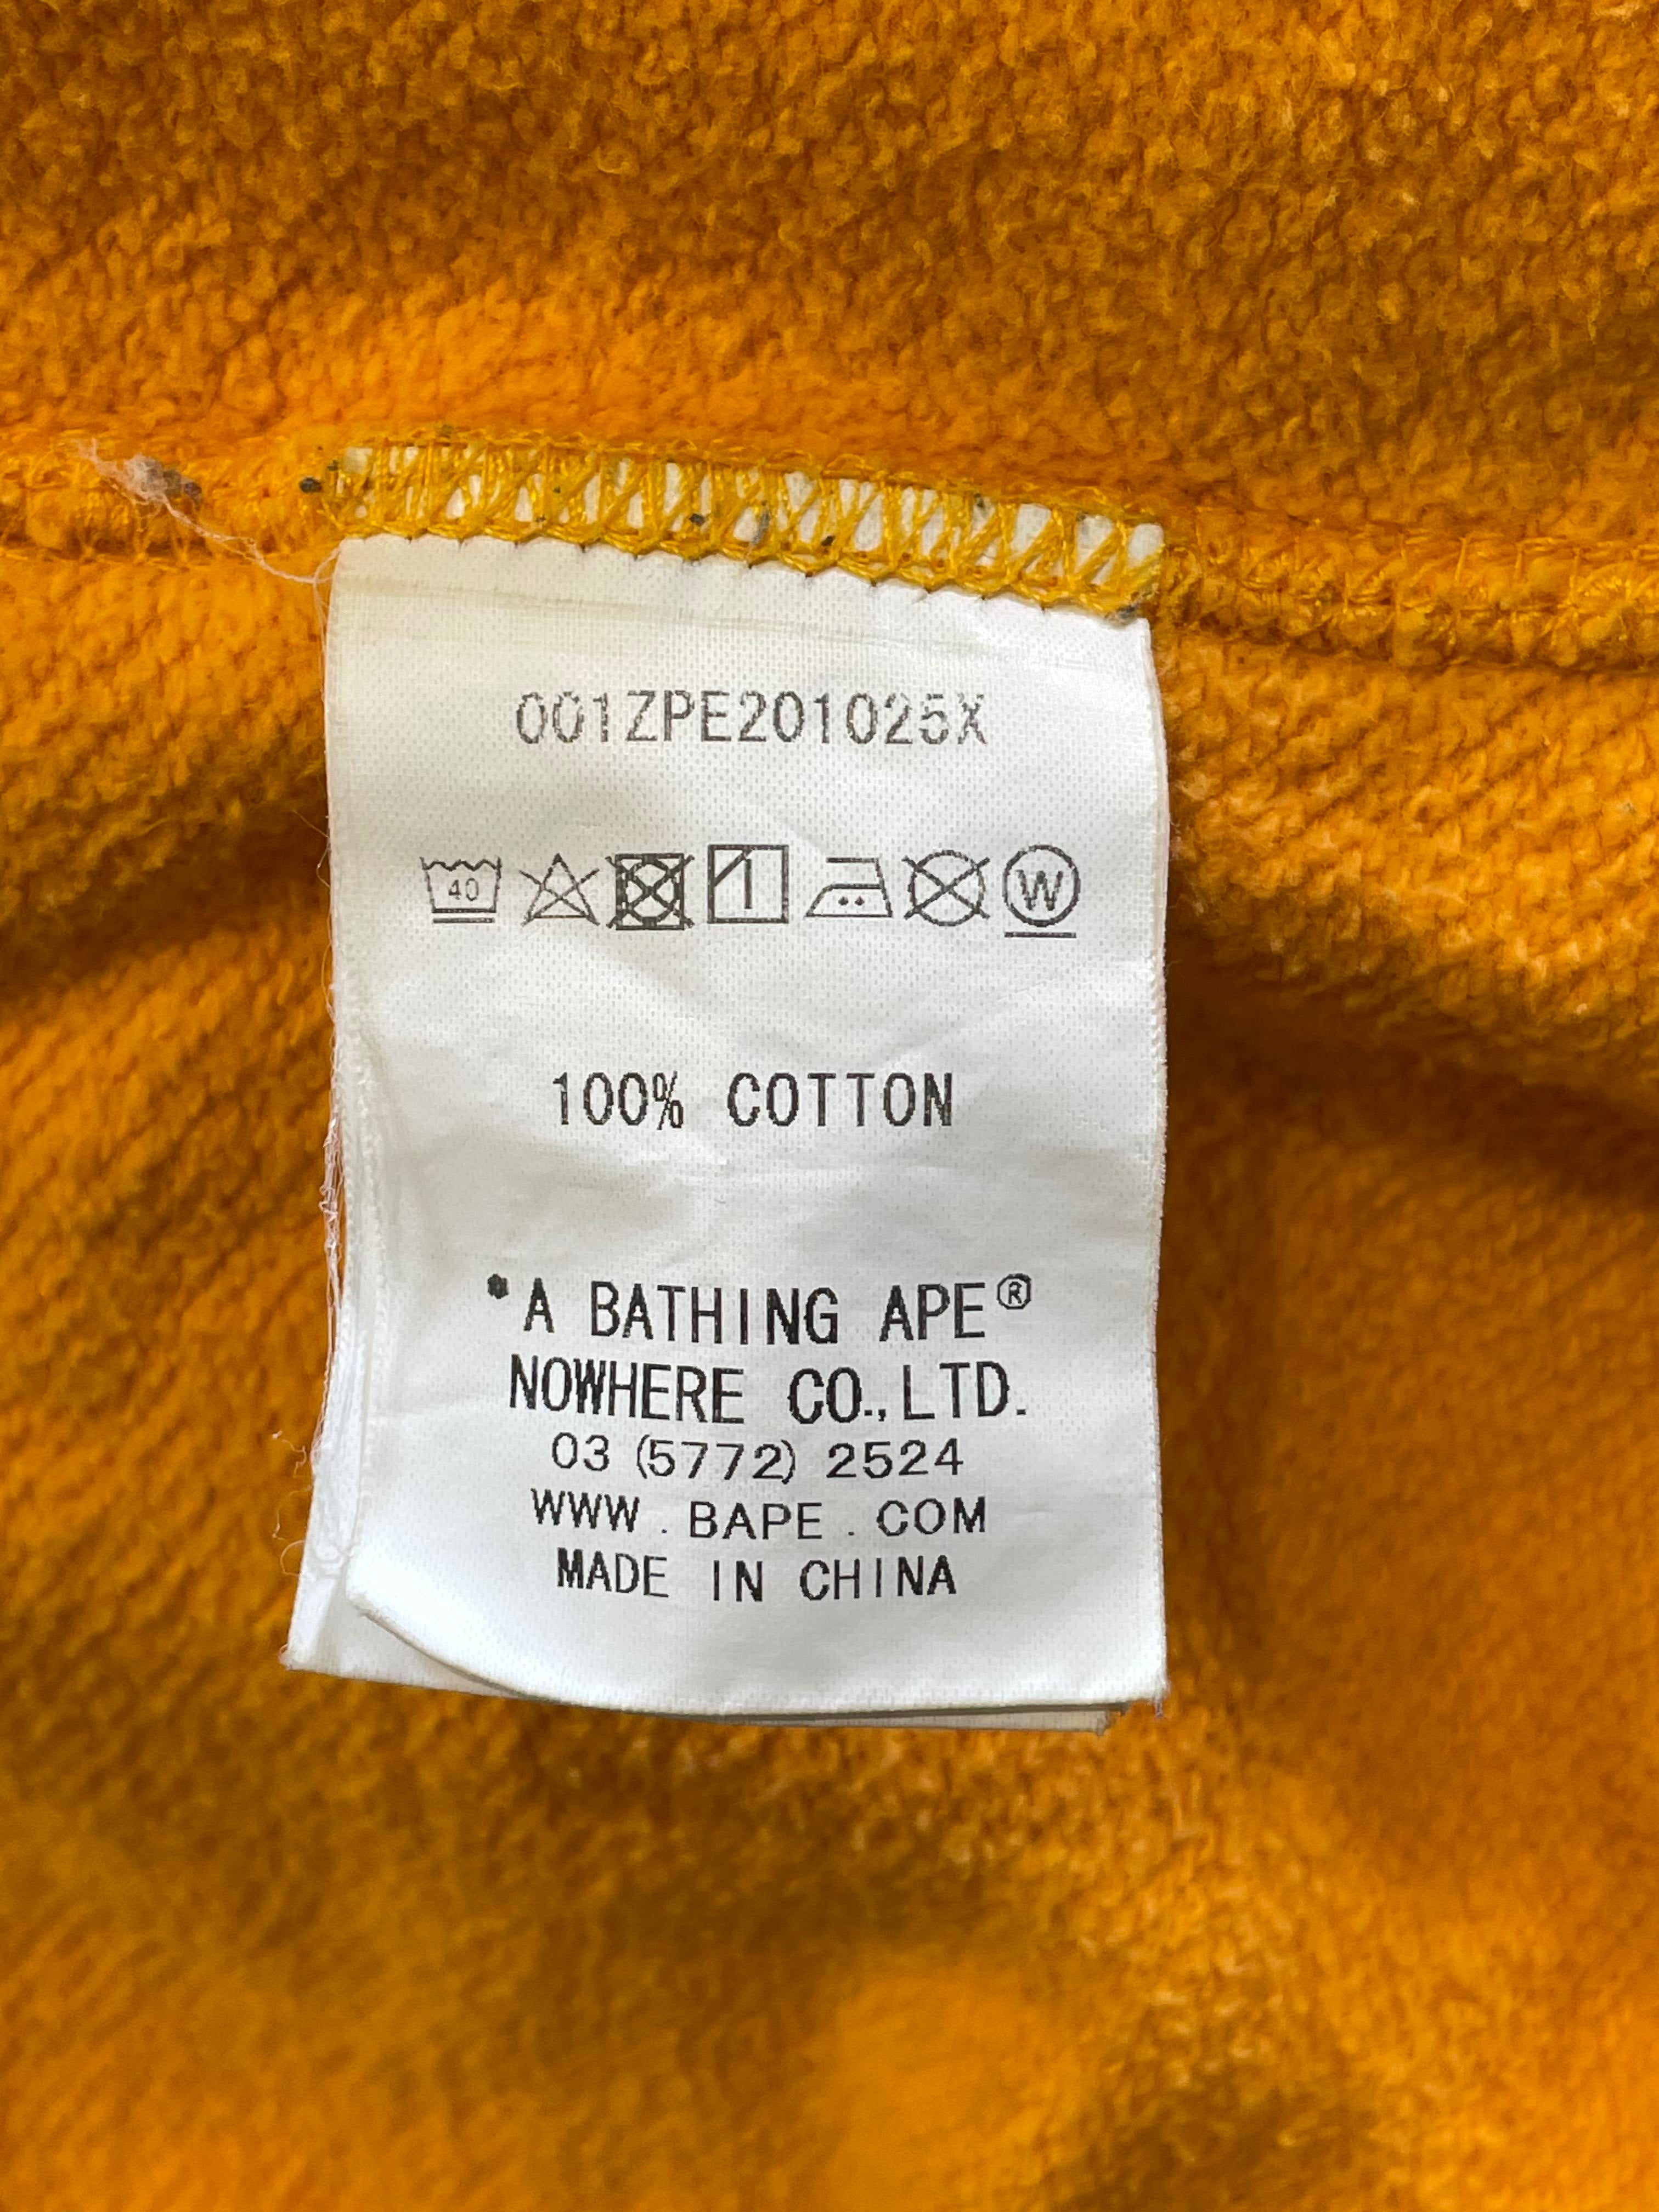 001ZPE201025X
40
W
100% COTTON
*A BATHING APE®
NOWHERE CO.,LTD.
03 (5772) 2524
WWW.BAPE.COM
MADE IN CHINA